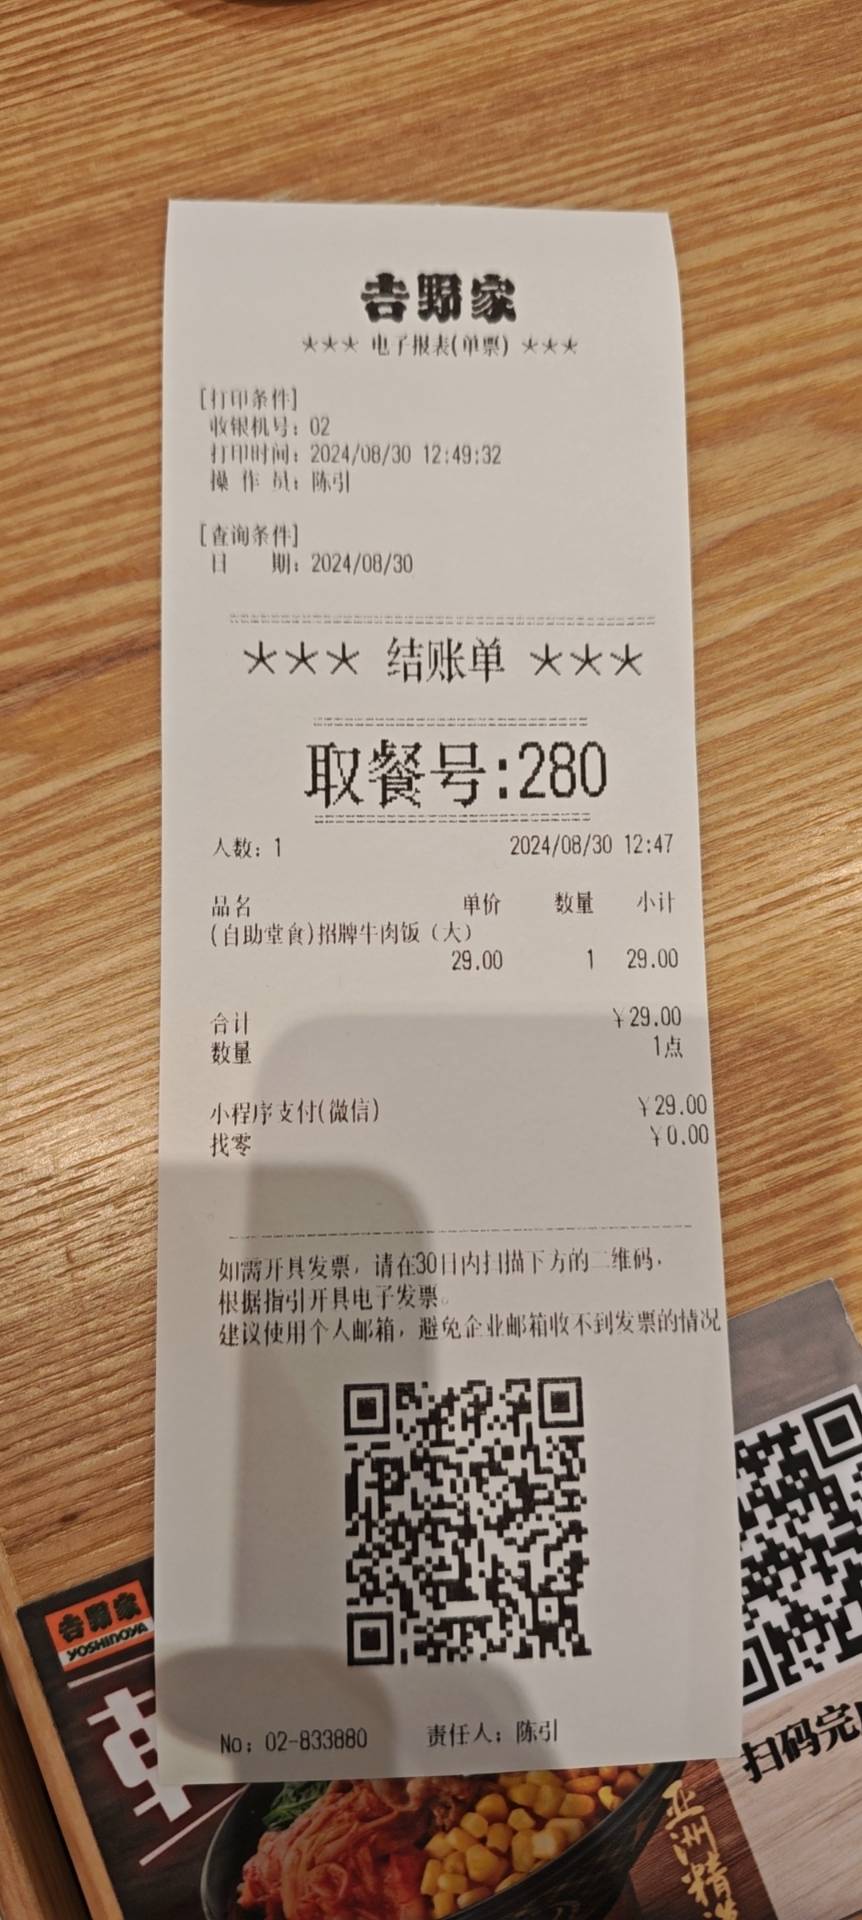 吉野家
★★★ 电子报表(单票) ★★★
[打印条件]
收银机号：02
打印时间：2024/08/30 12:49:32
操 作 员：陈引
[查询条件]
日 期：2024/08/30
★★★ 结账单 ★★★
取餐号:280
人数：1 2024/08/30 12:47
品名 单价 数量 小计
(自助堂食)招牌牛肉饭（大）
29.00 1 29.00
合计 ¥29.00
数量 1点
小程序支付(微信) ¥29.00
找零 ¥0.00
如需开具发票，请在30日内扫描下方的二维码，
根据指引开具电子发票。
建议使用个人邮箱，避免企业邮箱收不到发票的情况
No：02-833880 责任人：陈引
吉野家
YOSHINOYA
扫码完
亚洲精